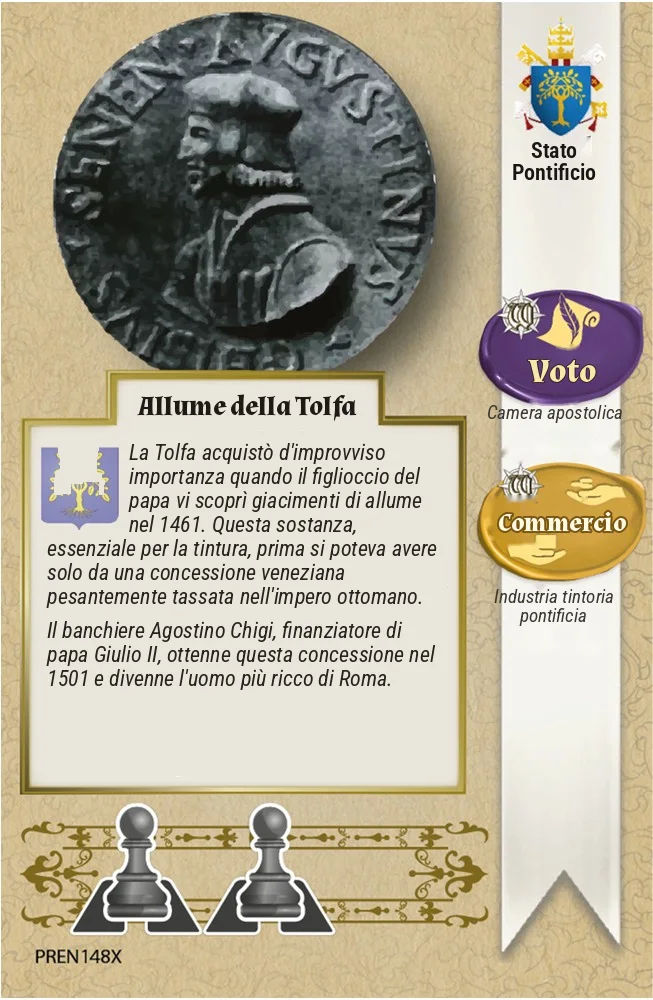 AVGVSTINVS
Stato
Pontificio
Voto
Camera apostolica
Commercio
Industria tintoria
pontificia
Allume della Tolfa
La Tolfa acquistò d'improvviso
importanza quando il figlioccio del
papa vi scoprì giacimenti di allume
nel 1461. Questa sostanza,
essenziale per la tintura, prima si poteva avere
solo da una concessione veneziana
pesantemente tassata nell'impero ottomano.
Il banchiere Agostino Chigi, finanziatore di
papa Giulio II, ottenne questa concessione nel
1501 e divenne l'uomo più ricco di Roma.
PREN148X